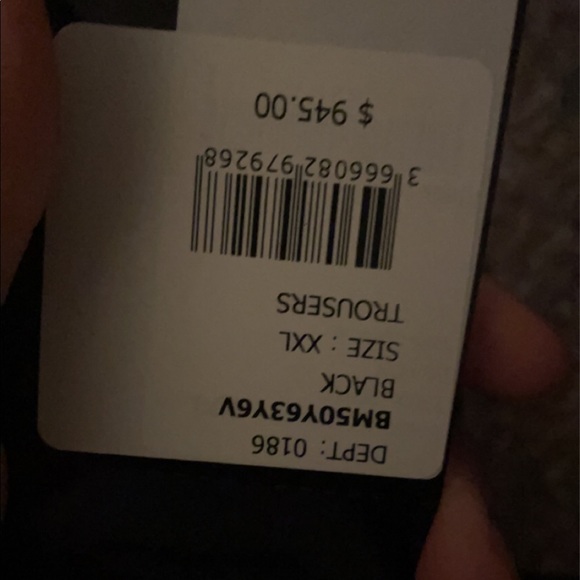 DEPT: 0186
BM50Y63Y6V
BLACK
SIZE : XXL
TROUSERS
3 666082 979268
$ 945.00